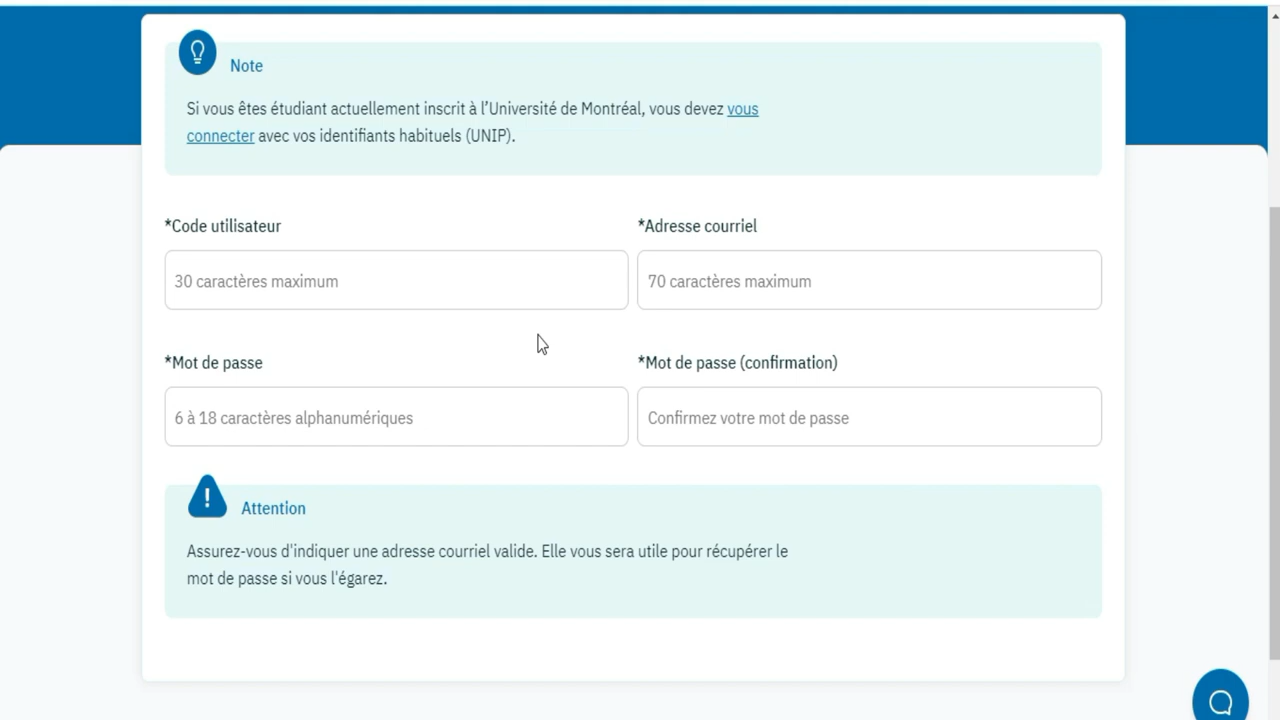 Note
Si vous êtes étudiant actuellement inscrit à l’Université de Montréal, vous devez vous
connecter avec vos identifiants habituels (UNIP).
*Code utilisateur
*Adresse courriel
30 caractères maximum
70 caractères maximum
*Mot de passe
*Mot de passe (confirmation)
6 à 18 caractères alphanumériques
Confirmez votre mot de passe
Attention
Assurez-vous d'indiquer une adresse courriel valide. Elle vous sera utile pour récupérer le
mot de passe si vous l'égarez.